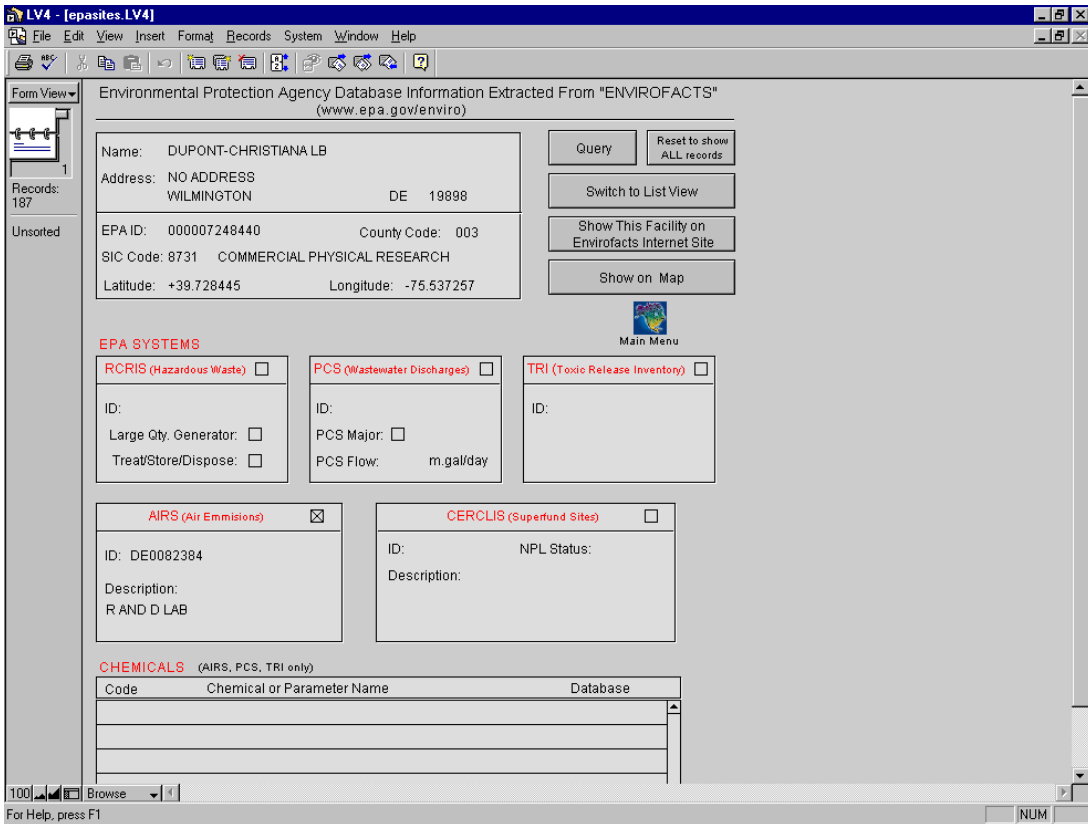 LV4 - [epasites.LV4]
File Edit View Insert Format Records System Window Help
ABC
Form View
Environmental Protection Agency Database Information Extracted From "ENVIROFACTS"
(www.epa.gov/enviro)
1
Records:
187
Unsorted
Name: DUPONT-CHRISTIANA LB
Address: NO ADDRESS
WILMINGTON DE 19898
EPA ID: 000007248440 County Code: 003
SIC Code: 8731 COMMERCIAL PHYSICAL RESEARCH
Latitude: +39.728445 Longitude: -75.537257
Query
Reset to show
ALL records
Switch to List View
Show This Facility on
Envirofacts Internet Site
Show on Map
Main Menu
EPA SYSTEMS
RCRIS (Hazardous Waste)
ID:
Large Qty. Generator:
Treat/Store/Dispose:
PCS (Wastewater Discharges)
ID:
PCS Major:
PCS Flow: m.gal/day
TRI (Toxic Release Inventory)
ID:
AIRS (Air Emmisions)
ID: DE0082384
Description:
R AND D LAB
CERCLIS (Superfund Sites)
ID: NPL Status:
Description:
CHEMICALS (AIRS, PCS, TRI only)
Code Chemical or Parameter Name Database
100 Browse
For Help, press F1 NUM